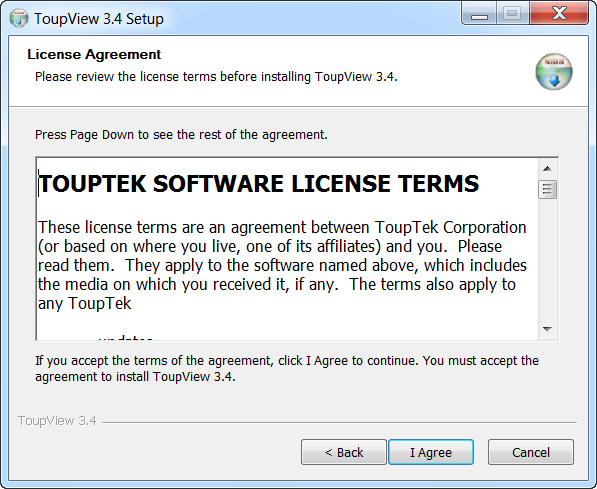 ToupView 3.4 Setup
License Agreement
Please review the license terms before installing ToupView 3.4.
Press Page Down to see the rest of the agreement.
TOUPTEK SOFTWARE LICENSE TERMS
These license terms are an agreement between ToupTek Corporation
(or based on where you live, one of its affiliates) and you.  Please
read them.  They apply to the software named above, which includes
the media on which you received it, if any.  The terms also apply to
any ToupTek
updates
If you accept the terms of the agreement, click I Agree to continue. You must accept the
agreement to install ToupView 3.4.
ToupView 3.4
< Back
I Agree
Cancel